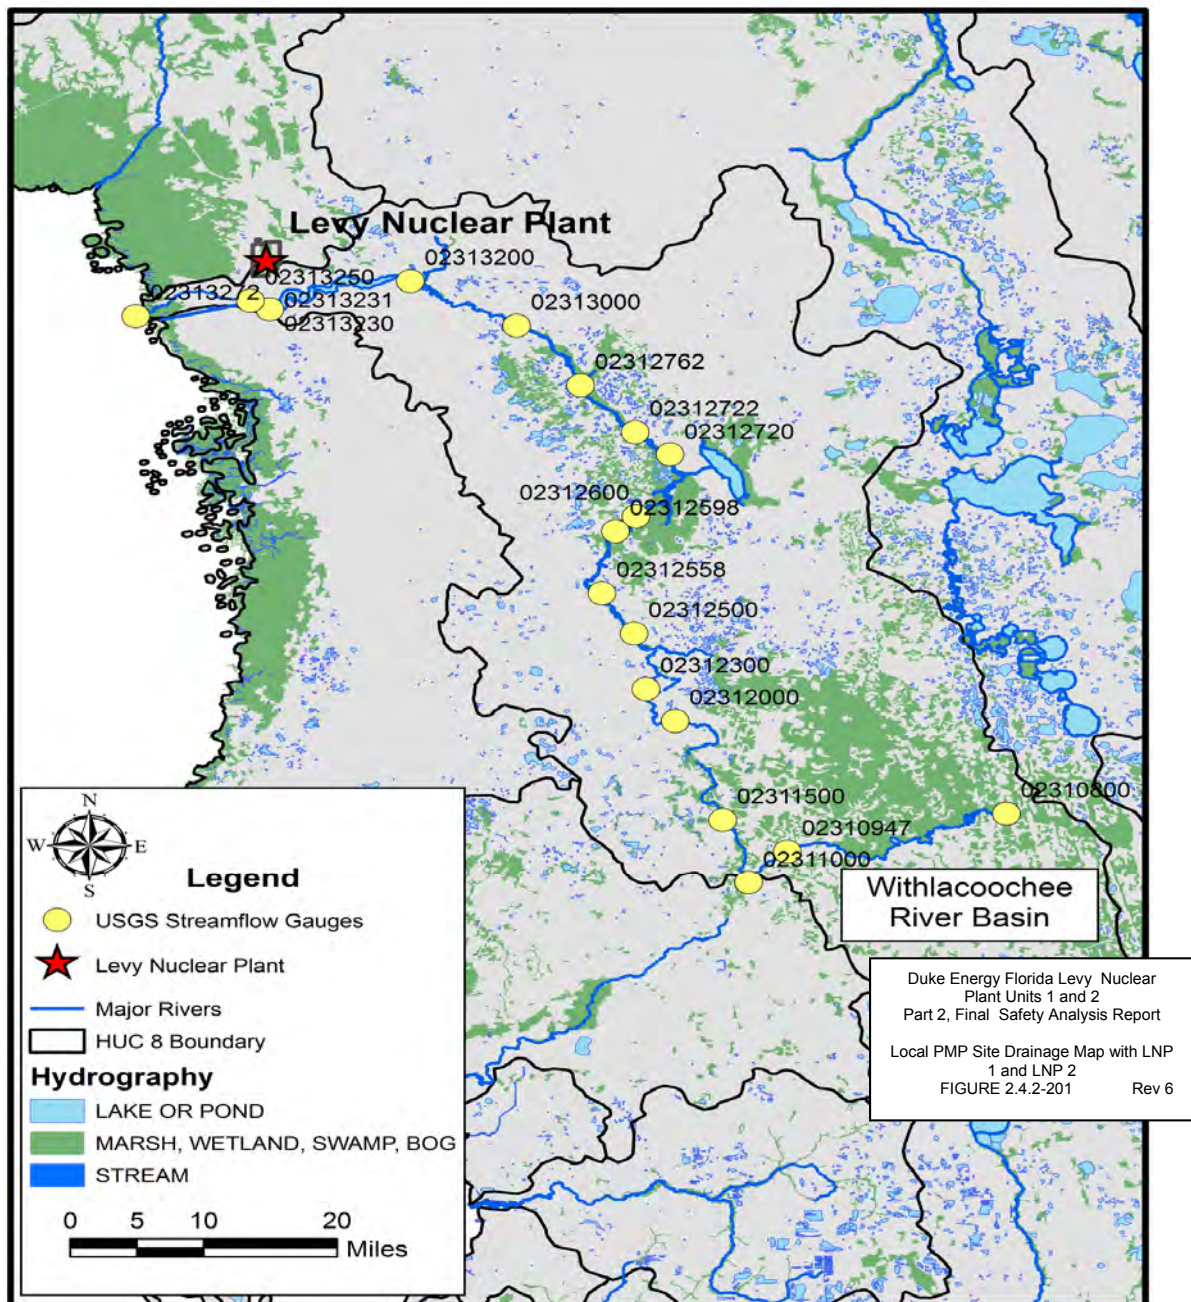 Levy Nuclear Plant
02313200
02313250
02313272
02313231
02313000
02313230
02312762
02312722
02312720
02312600
02312598
02312558
02312500
02312300
02312000
02311500
02310800
02310947
02311000
Withlacoochee
River Basin
N
W
E
S
Legend
USGS Streamflow Gauges
Levy Nuclear Plant
Major Rivers
HUC 8 Boundary
Hydrography
LAKE OR POND
MARSH, WETLAND, SWAMP, BOG
STREAM
0 5 10 20
Miles
Duke Energy Florida Levy Nuclear
Plant Units 1 and 2
Part 2, Final Safety Analysis Report
Local PMP Site Drainage Map with LNP
1 and LNP 2
FIGURE 2.4.2-201 Rev 6